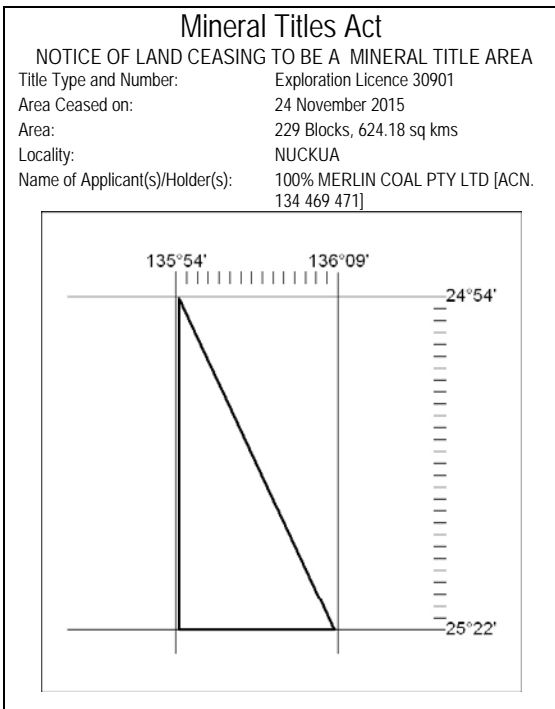 Mineral Titles Act
NOTICE OF LAND CEASING TO BE A MINERAL TITLE AREA
Title Type and Number: Exploration Licence 30901
Area Ceased on: 24 November 2015
Area: 229 Blocks, 624.18 sq kms
Locality: NUCKUA
Name of Applicant(s)/Holder(s): 100% MERLIN COAL PTY LTD [ACN.
134 469 471]
135°54' 136°09'
24°54'
25°22'